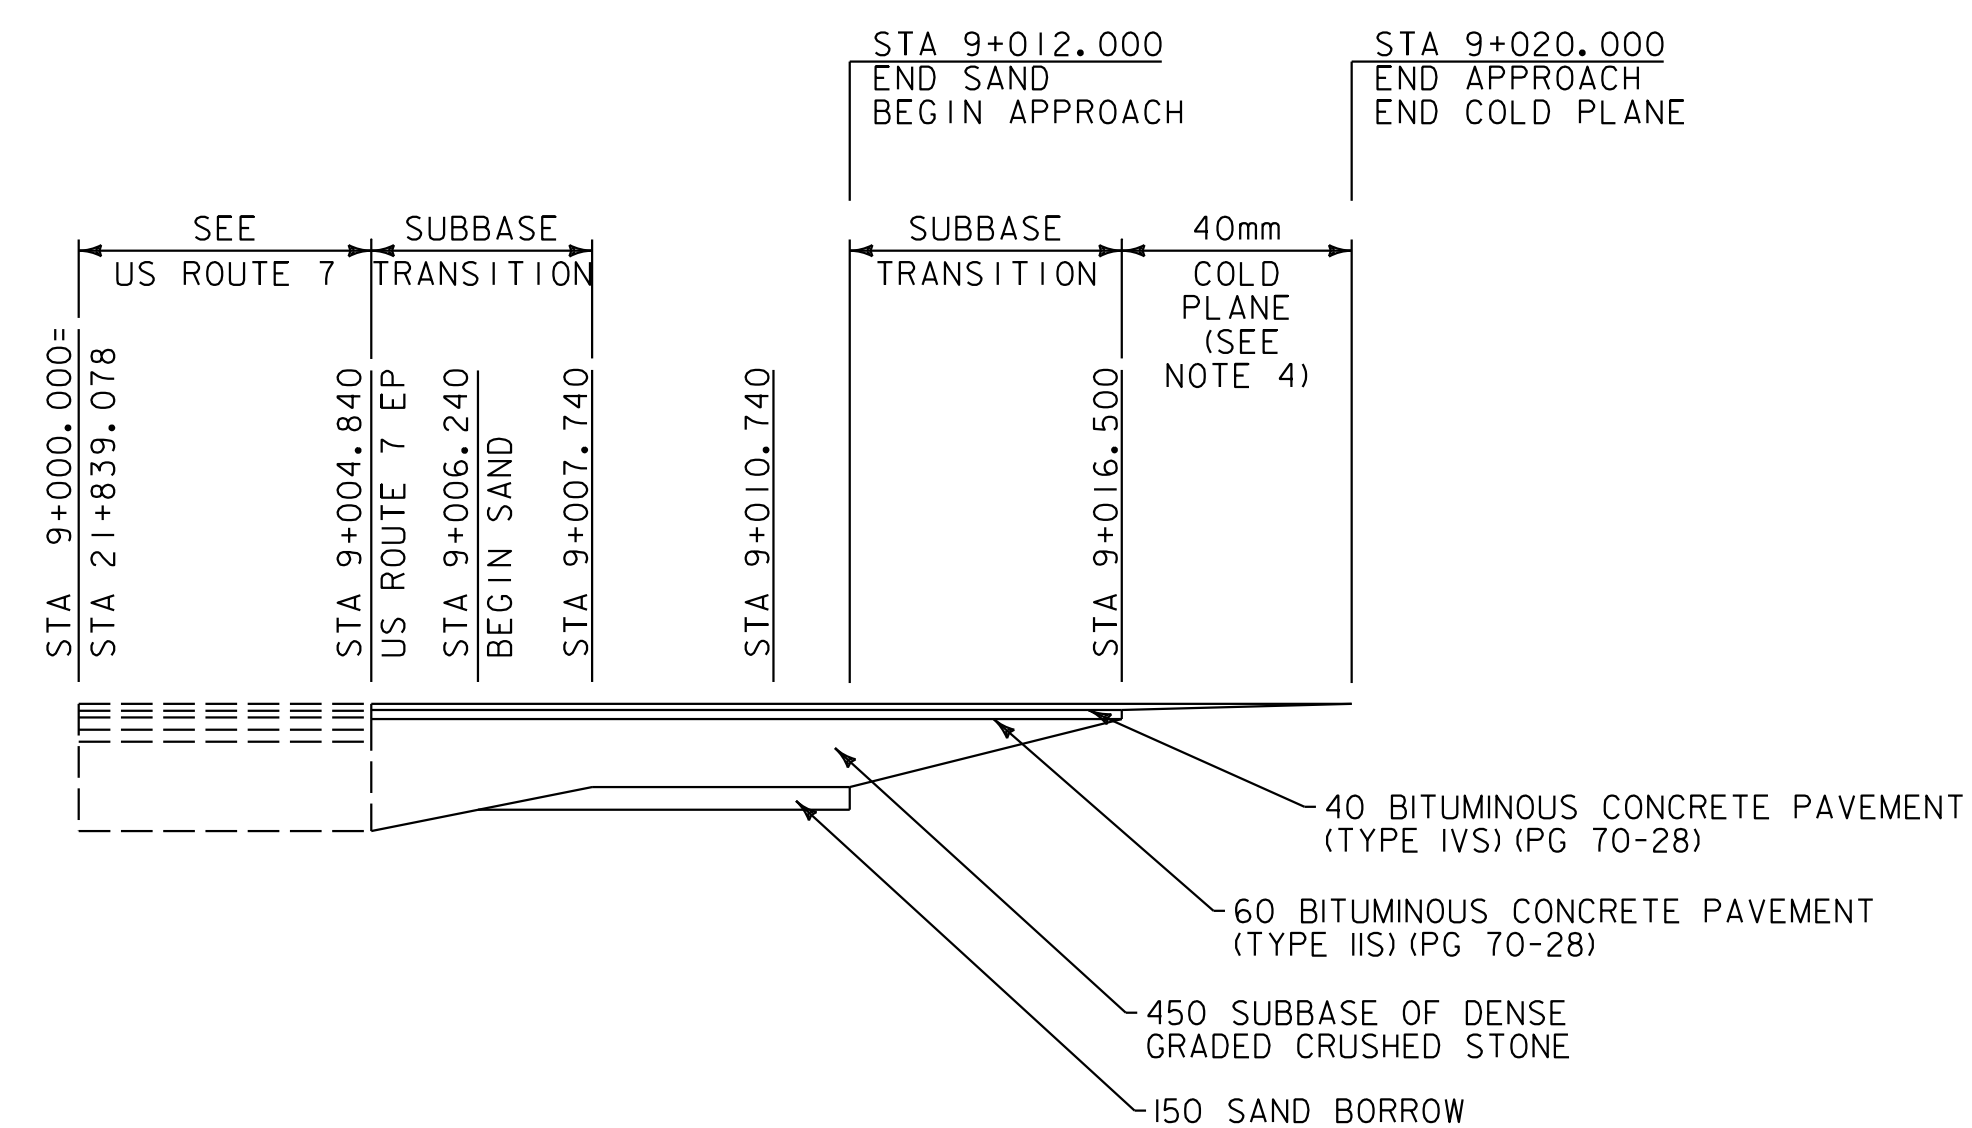 STA 9+012.000
END SAND
BEGIN APPROACH
STA 9+020.000
END APPROACH
END COLD PLANE
SEE
US ROUTE 7
SUBBASE
TRANSITION
SUBBASE
TRANSITION
40mm
COLD
PLANE
(SEE
NOTE 4)
STA 9+000.000=
STA 21+839.078
STA 9+004.840
US ROUTE 7 EP
STA 9+006.240
BEGIN SAND
STA 9+007.740
STA 9+010.740
STA 9+016.500
40 BITUMINOUS CONCRETE PAVEMENT
(TYPE IVS)(PG 70-28)
60 BITUMINOUS CONCRETE PAVEMENT
(TYPE IIS)(PG 70-28)
450 SUBBASE OF DENSE
GRADED CRUSHED STONE
150 SAND BORROW